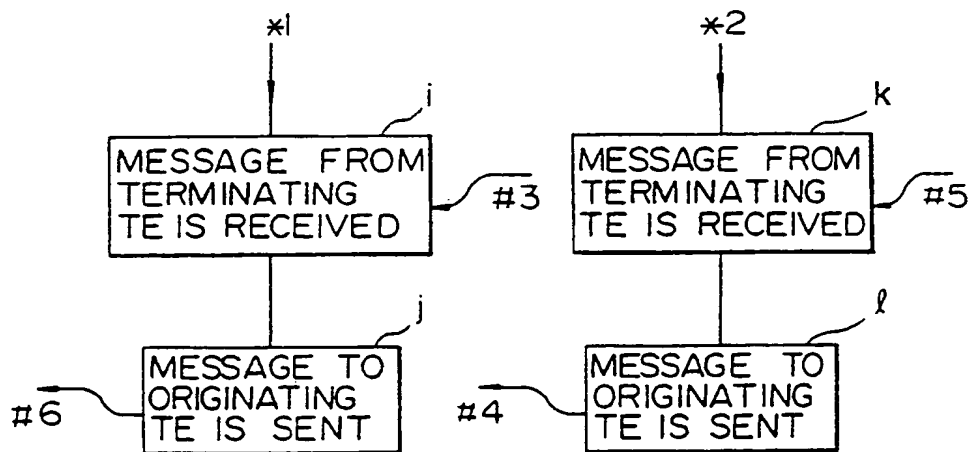 *1
*2
i
k
MESSAGE FROM
TERMINATING
TE IS RECEIVED
#3
MESSAGE FROM
TERMINATING
TE IS RECEIVED
#5
j
ℓ
MESSAGE TO
ORIGINATING
TE IS SENT
#6
MESSAGE TO
ORIGINATING
TE IS SENT
#4